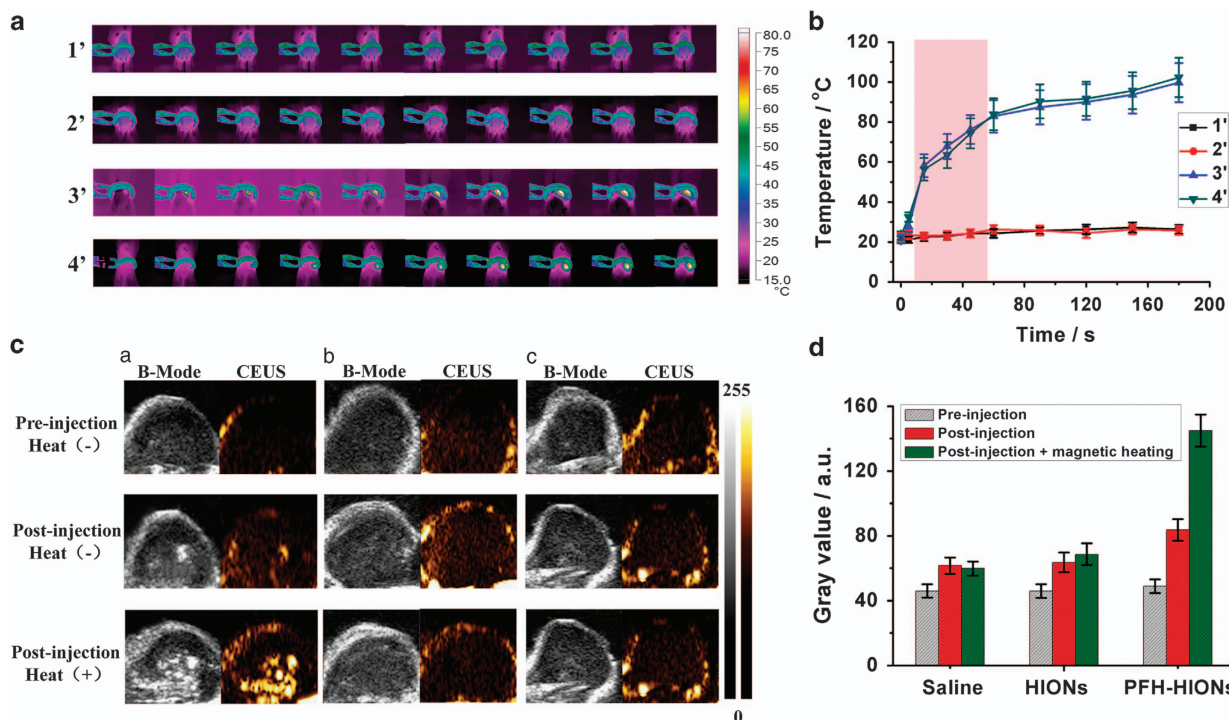 a
1’
2’
3’
4’
80.0
75
70
65
60
55
50
45
40
35
30
25
20
15.0
°C
b
Temperature / °C
120
100
80
60
40
20
0
0 40 80 120 160 200
Time / s
1'
2'
3'
4'
c
a b c
B-Mode CEUS B-Mode CEUS B-Mode CEUS
Pre-injection
Heat (-)
Post-injection
Heat (-)
Post-injection
Heat (+)
255
0
d
Gray value / a.u.
160
120
80
40
0
Pre-injection
Post-injection
Post-injection + magnetic heating
Saline HIONs PFH-HIONs